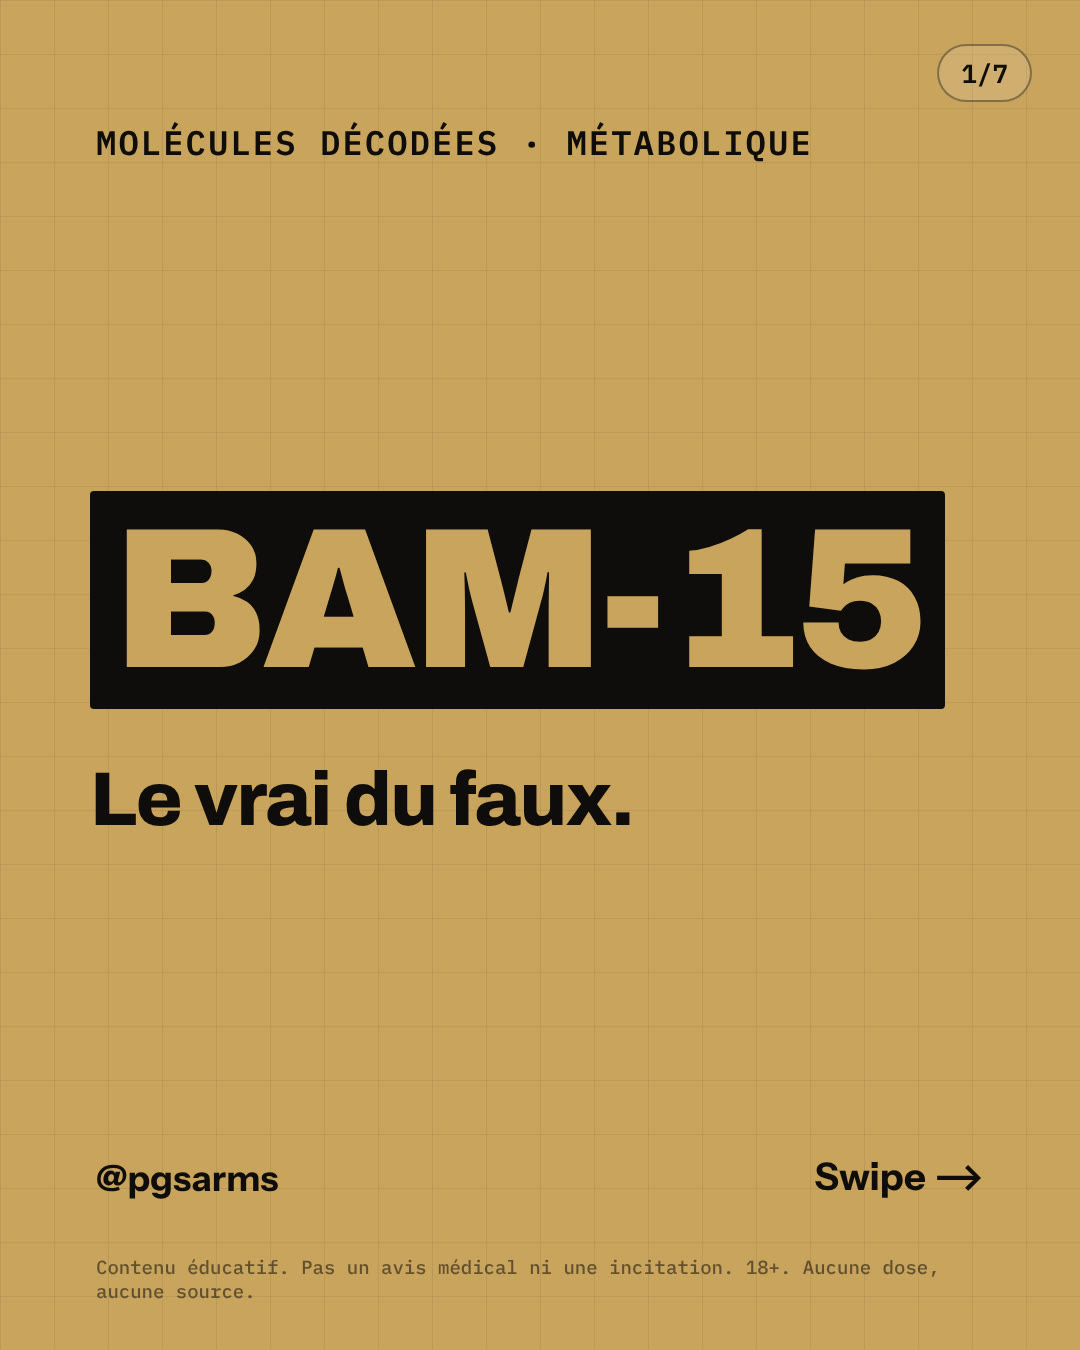 1/7
MOLÉCULES DÉCODÉES · MÉTABOLIQUE
BAM-15
Le vrai du faux.
@pgsarms
Swipe →
Contenu éducatif. Pas un avis médical ni une incitation. 18+. Aucune dose,
aucune source.